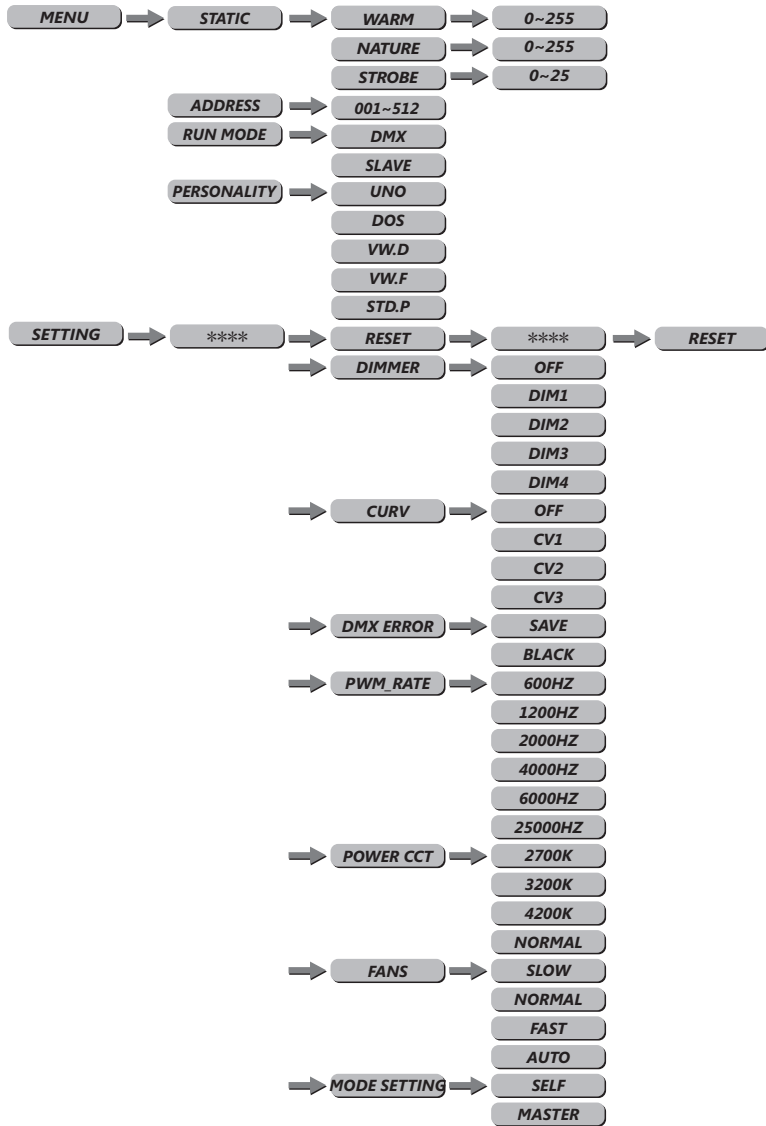 MENU STATIC WARM 0~255
NATURE 0~255
STROBE 0~25
ADDRESS 001~512
RUN MODE DMX
SLAVE
PERSONALITY UNO
DOS
VW.D
VW.F
STD.P
SETTING **** RESET **** RESET
DIMMER OFF
DIM1
DIM2
DIM3
DIM4
CURV OFF
CV1
CV2
CV3
DMX ERROR SAVE
BLACK
PWM_RATE 600HZ
1200HZ
2000HZ
4000HZ
6000HZ
25000HZ
POWER CCT 2700K
3200K
4200K
NORMAL
FANS SLOW
NORMAL
FAST
AUTO
MODE SETTING SELF
MASTER